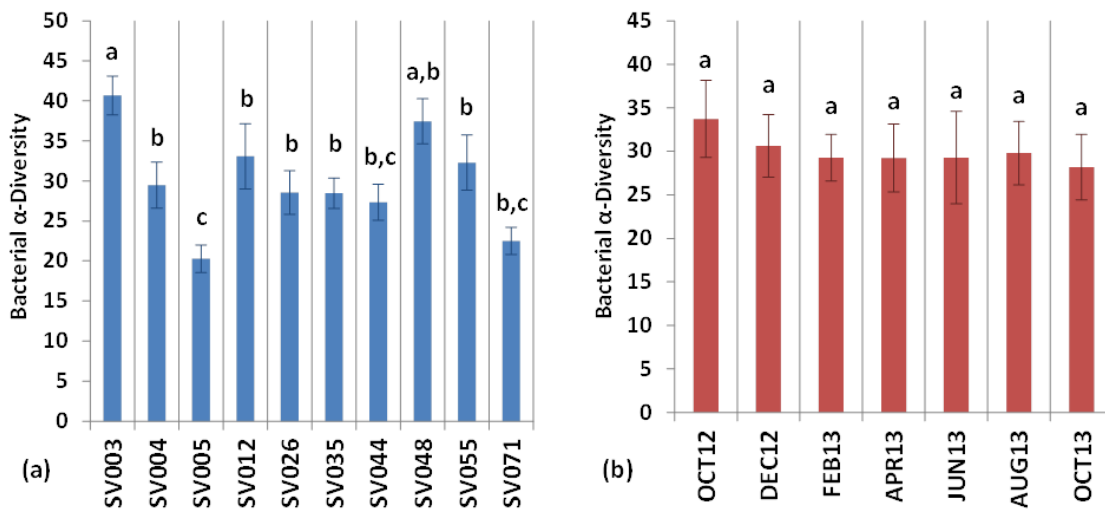 Bacterial α-Diversity
50
45
40
35
30
25
20
15
10
5
0
a
b
c
b
b
b
b,c
a,b
b
b,c
SV003
SV004
SV005
SV012
SV026
SV035
SV044
SV048
SV055
SV071
(a)
Bacterial α-Diversity
45
40
35
30
25
20
15
10
5
0
a
a
a
a
a
a
a
OCT12
DEC12
FEB13
APR13
JUN13
AUG13
OCT13
(b)